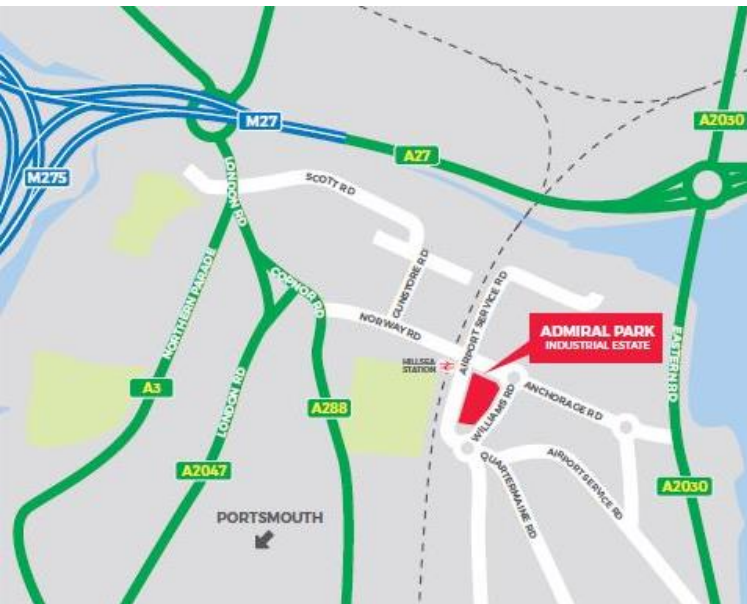 A2030
M27
A27
M275
LONDON RD
SCOTT RD
NORTHERN PARADE
COPNOR RD
GUNSTORE RD
AIRPORT SERVICE RD
NORWAY RD
ADMIRAL PARK
INDUSTRIAL ESTATE
HILLSEA
STATION
EASTERN RD
A3
LONDON RD
A288
WILLIAMS RD
ANCHORAGE RD
A2047
QUARTERMAINE RD
AIRPORT SERVICE RD
A2030
PORTSMOUTH